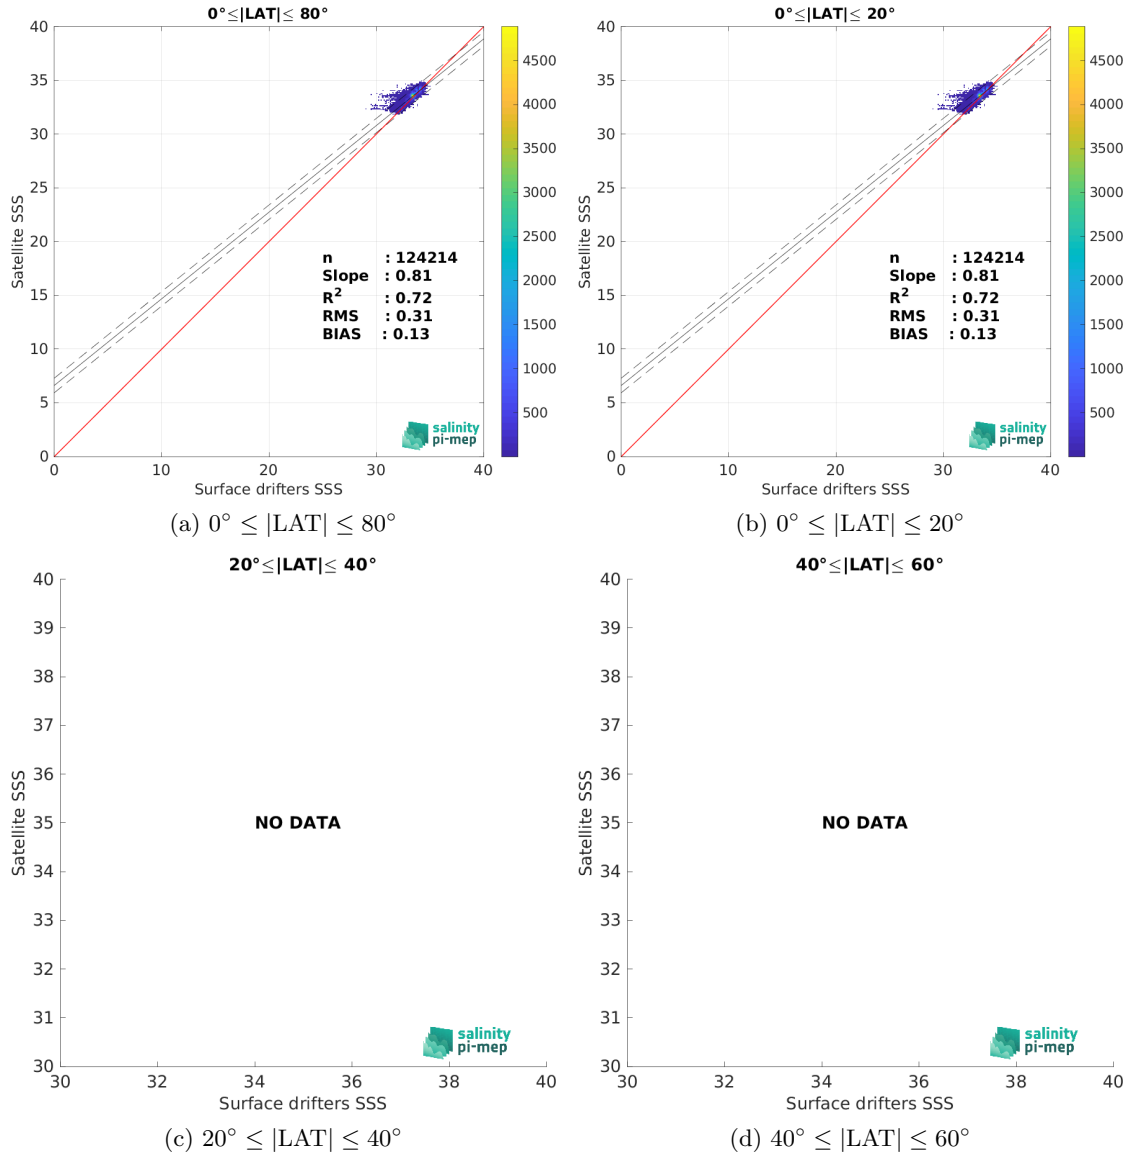 0°≤|LAT|≤ 80°
40
35
30
25
20
15
10
5
0
Satellite SSS
n : 124214
Slope : 0.81
R² : 0.72
RMS : 0.31
BIAS : 0.13
salinity
pi-mep
0 10 20 30 40
Surface drifters SSS
4500
4000
3500
3000
2500
2000
1500
1000
500
(a) 0° ≤ |LAT| ≤ 80°
0°≤|LAT|≤ 20°
40
35
30
25
20
15
10
5
0
Satellite SSS
n : 124214
Slope : 0.81
R² : 0.72
RMS : 0.31
BIAS : 0.13
salinity
pi-mep
0 10 20 30 40
Surface drifters SSS
4500
4000
3500
3000
2500
2000
1500
1000
500
(b) 0° ≤ |LAT| ≤ 20°
20°≤|LAT|≤ 40°
40
39
38
37
36
35
34
33
32
31
30
Satellite SSS
NO DATA
salinity
pi-mep
30 32 34 36 38 40
Surface drifters SSS
(c) 20° ≤ |LAT| ≤ 40°
40°≤|LAT|≤ 60°
40
39
38
37
36
35
34
33
32
31
30
Satellite SSS
NO DATA
salinity
pi-mep
30 32 34 36 38 40
Surface drifters SSS
(d) 40° ≤ |LAT| ≤ 60°